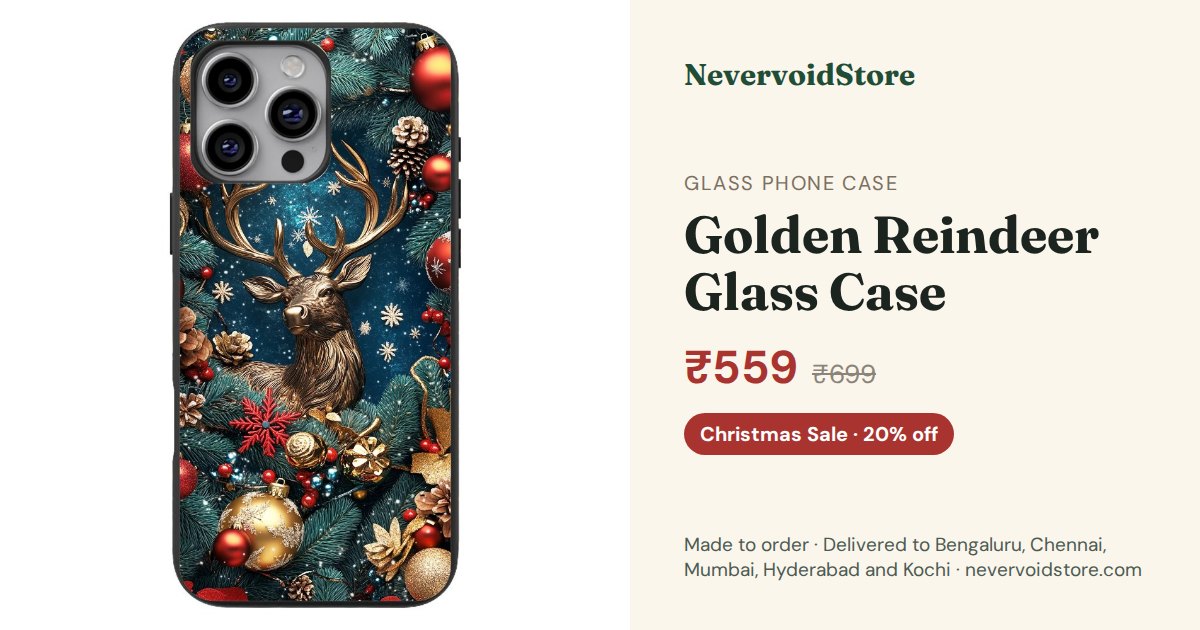 NevervoidStore
GLASS PHONE CASE
Golden Reindeer
Glass Case
₹559 ₹699
Christmas Sale · 20% off
Made to order · Delivered to Bengaluru, Chennai,
Mumbai, Hyderabad and Kochi · nevervoidstore.com